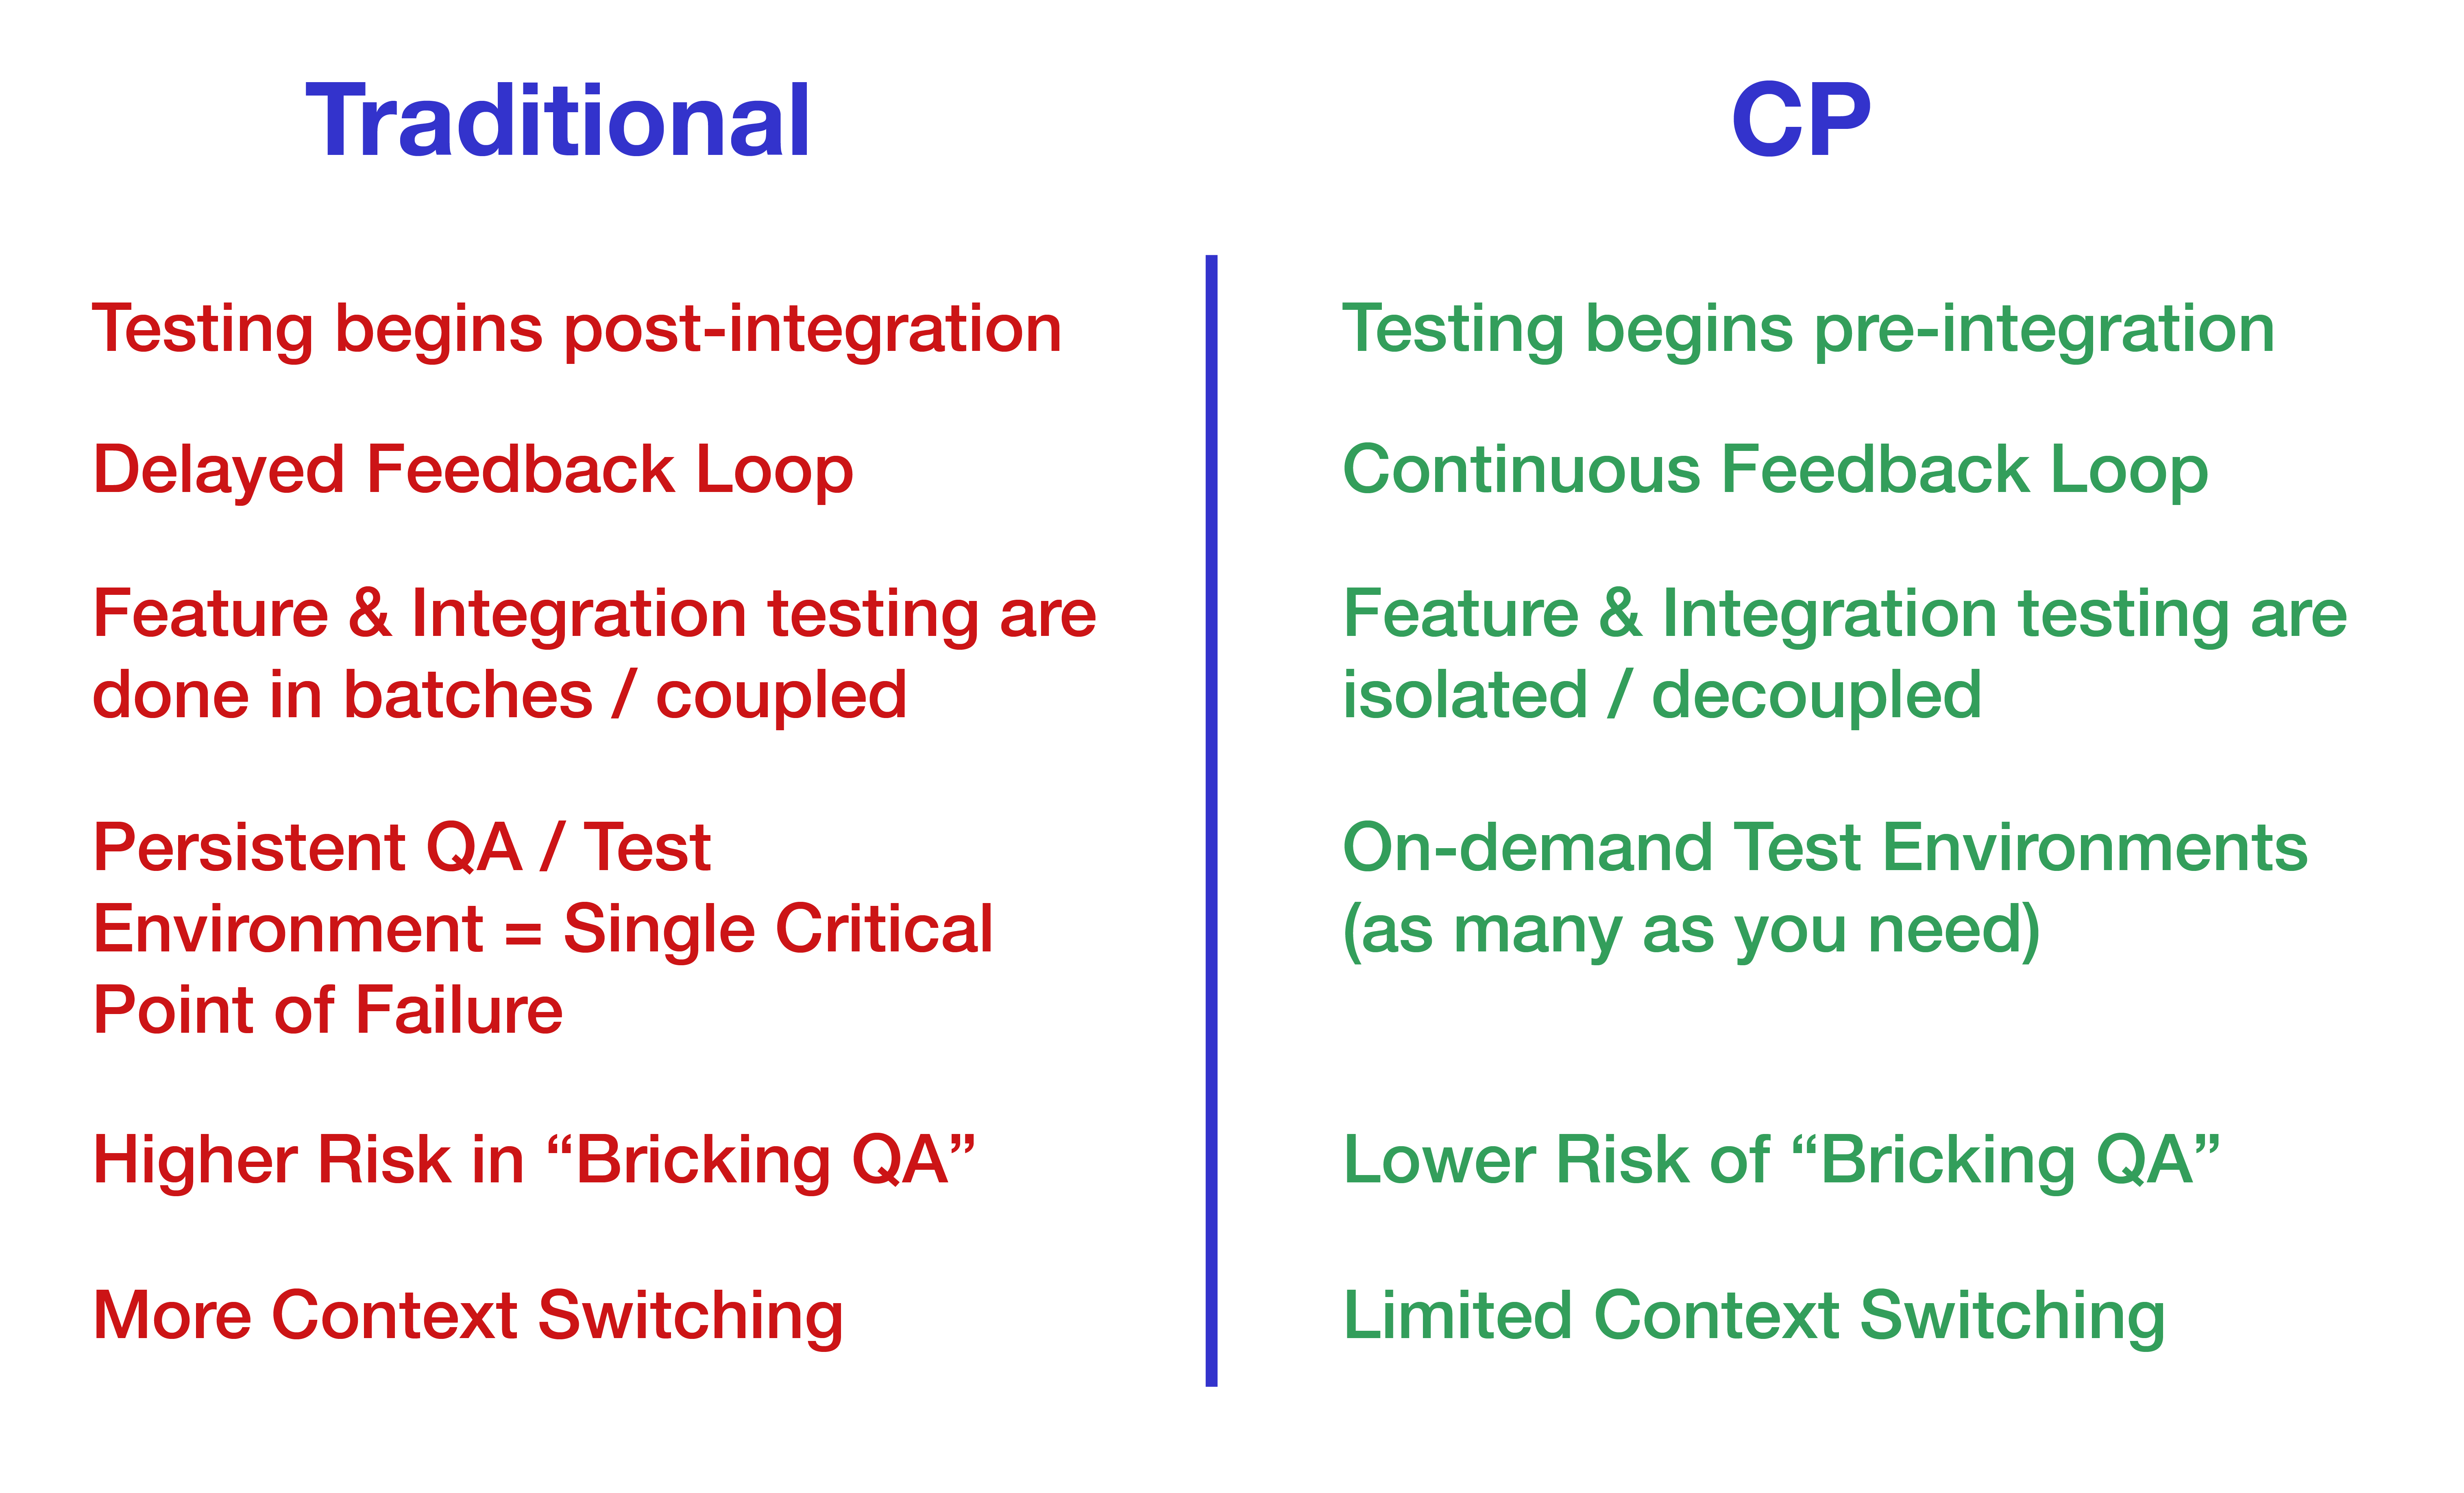 Traditional
Testing begins post-integration
Delayed Feedback Loop
Feature & Integration testing are
done in batches / coupled
Persistent QA / Test
Environment = Single Critical
Point of Failure
Higher Risk in “Bricking QA”
More Context Switching
CP
Testing begins pre-integration
Continuous Feedback Loop
Feature & Integration testing are
isolated / decoupled
On-demand Test Environments
(as many as you need)
Lower Risk of “Bricking QA”
Limited Context Switching